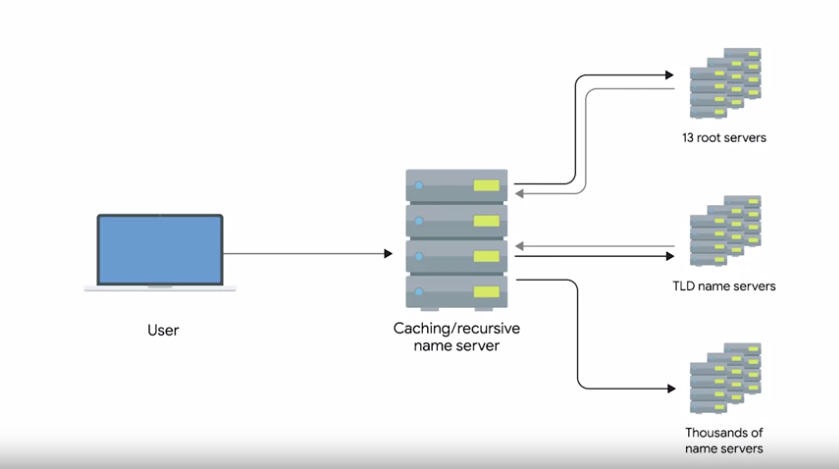 13 root servers
TLD name servers
User
Caching/recursive
name server
Thousands of
name servers